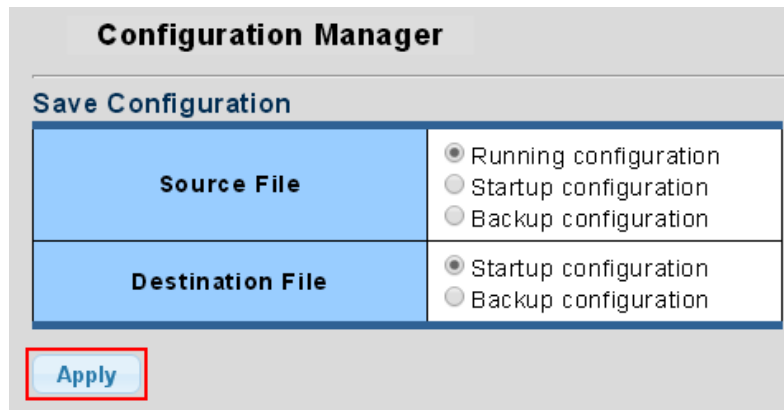 Configuration Manager
Save Configuration
Source File
Running configuration
Startup configuration
Backup configuration
Destination File
Startup configuration
Backup configuration
Apply